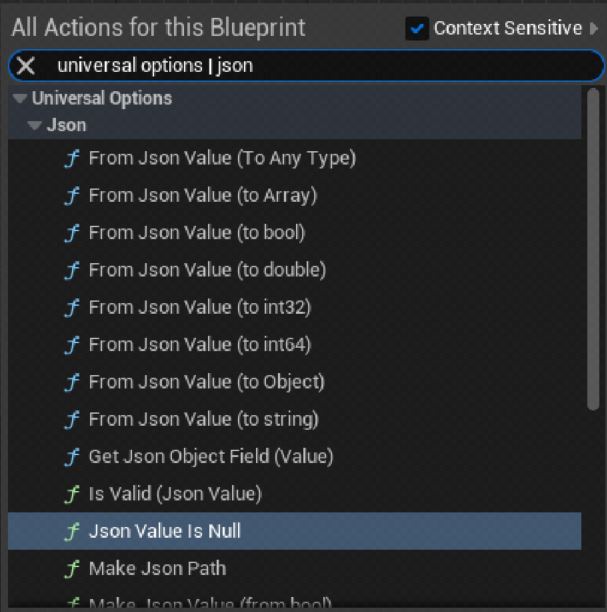 All Actions for this Blueprint
Context Sensitive
universal options | json
Universal Options
Json
From Json Value (To Any Type)
From Json Value (to Array)
From Json Value (to bool)
From Json Value (to double)
From Json Value (to int32)
From Json Value (to int64)
From Json Value (to Object)
From Json Value (to string)
Get Json Object Field (Value)
Is Valid (Json Value)
Json Value Is Null
Make Json Path
Make Json Value (from bool)